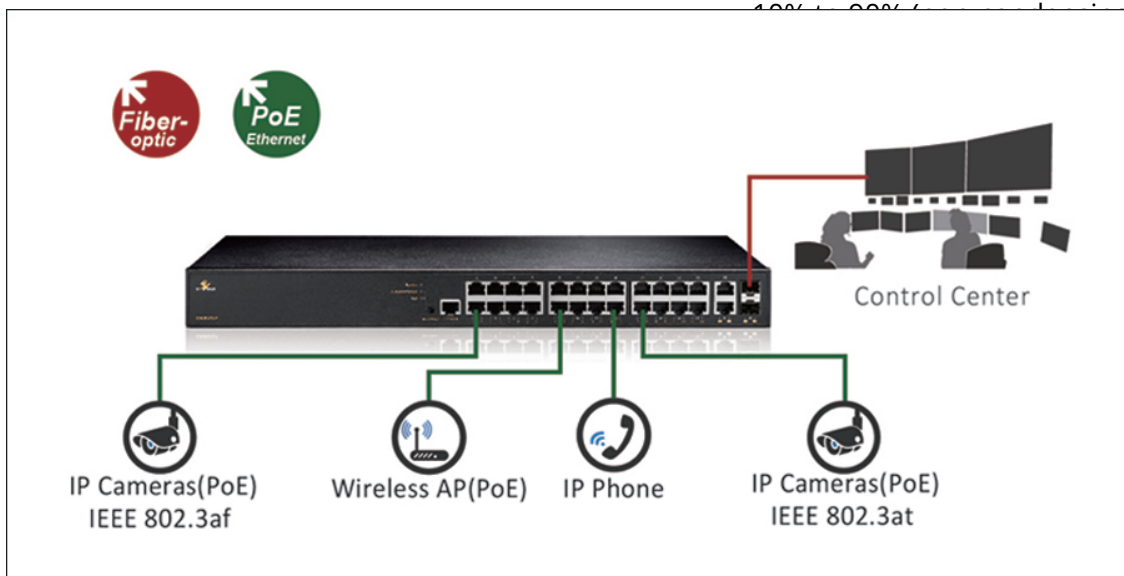 Fiber-
optic
PoE
Ethernet
Control Center
IP Cameras(PoE)
IEEE 802.3af
Wireless AP(PoE)
IP Phone
IP Cameras(PoE)
IEEE 802.3at